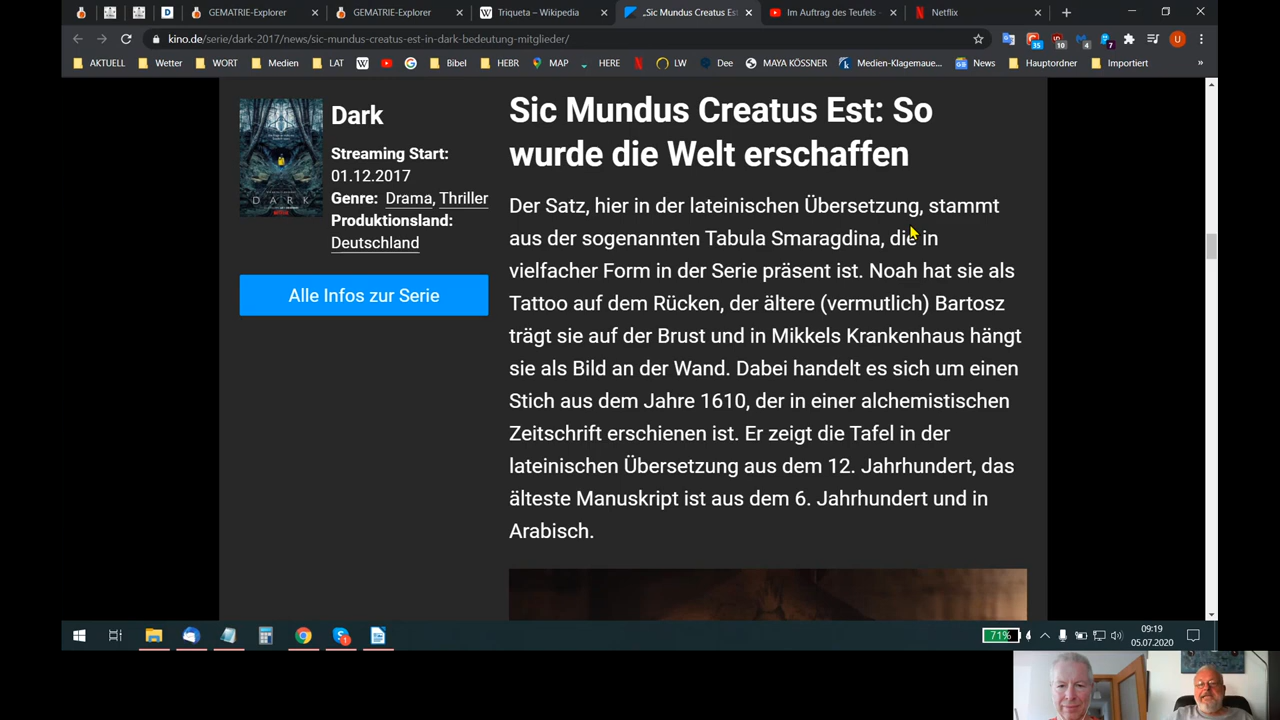 GEMATRIE-Explorer
GEMATRIE-Explorer
Triqueta – Wikipedia
„Sic Mundus Creatus Est
Im Auftrag des Teufels -
Netflix
kino.de/serie/dark-2017/news/sic-mundus-creatus-est-in-dark-bedeutung-mitglieder/
35
10
4
7
U
AKTUELL
Wetter
WORT
Medien
LAT
W
Bibel
HEBR
MAP
HERE
LW
Dee
MAYA KÖSSNER
Medien-Klagemaue...
News
Hauptordner
Importiert
»
DARK
Dark
Streaming Start:
01.12.2017
Genre: Drama, Thriller
Produktionsland:
Deutschland
Alle Infos zur Serie
Sic Mundus Creatus Est: So
wurde die Welt erschaffen
Der Satz, hier in der lateinischen Übersetzung, stammt
aus der sogenannten Tabula Smaragdina, die in
vielfacher Form in der Serie präsent ist. Noah hat sie als
Tattoo auf dem Rücken, der ältere (vermutlich) Bartosz
trägt sie auf der Brust und in Mikkels Krankenhaus hängt
sie als Bild an der Wand. Dabei handelt es sich um einen
Stich aus dem Jahre 1610, der in einer alchemistischen
Zeitschrift erschienen ist. Er zeigt die Tafel in der
lateinischen Übersetzung aus dem 12. Jahrhundert, das
älteste Manuskript ist aus dem 6. Jahrhundert und in
Arabisch.
71%
09:19
05.07.2020